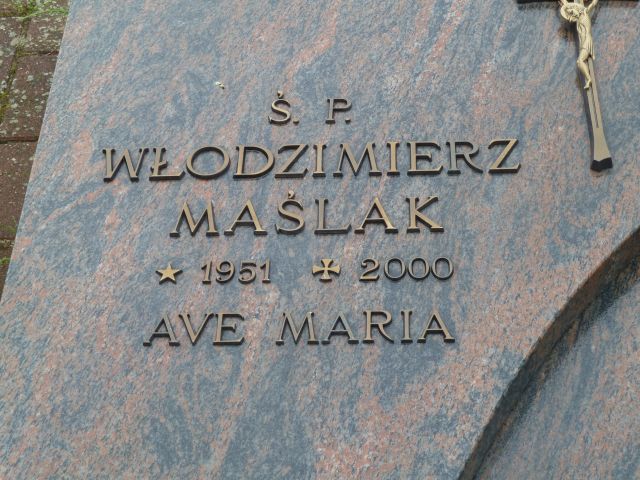 Ś. P.
WŁODZIMIERZ
MAŚLAK
★ 1951 ✠ 2000
AVE MARIA